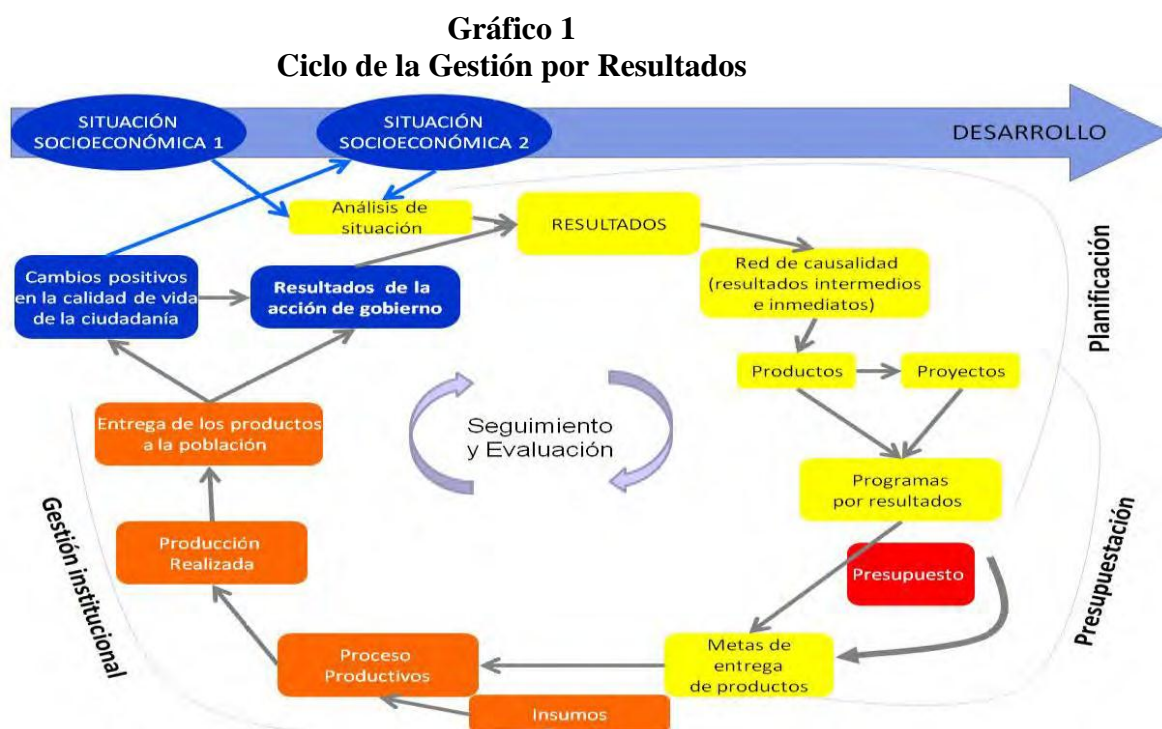 Gráfico 1
Ciclo de la Gestión por Resultados
SITUACIÓN
SOCIOECONÓMICA 1
SITUACIÓN
SOCIOECONÓMICA 2
DESARROLLO
Análisis de
situación
RESULTADOS
Red de causalidad
(resultados intermedios
e inmediatos)
Cambios positivos
en la calidad de vida
de la ciudadanía
Resultados de la
acción de gobierno
Planificación
Productos
Proyectos
Entrega de los productos
a la población
Seguimiento
y Evaluación
Programas
por resultados
Gestión institucional
Producción
Realizada
Presupuesto
Presupuestación
Proceso
Productivos
Metas de
entrega
de productos
Insumos